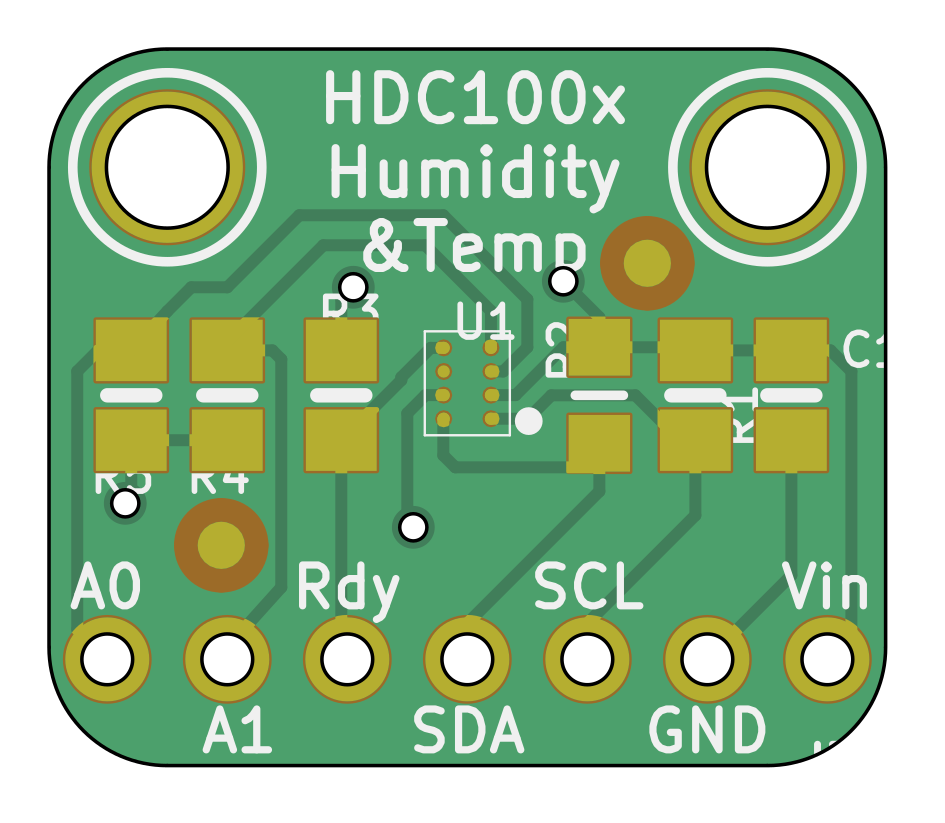 HDC100x
Humidity
&Temp
R3
U1
R2
C1
R1
R5 R4
A0 Rdy SCL Vin
A1 SDA GND